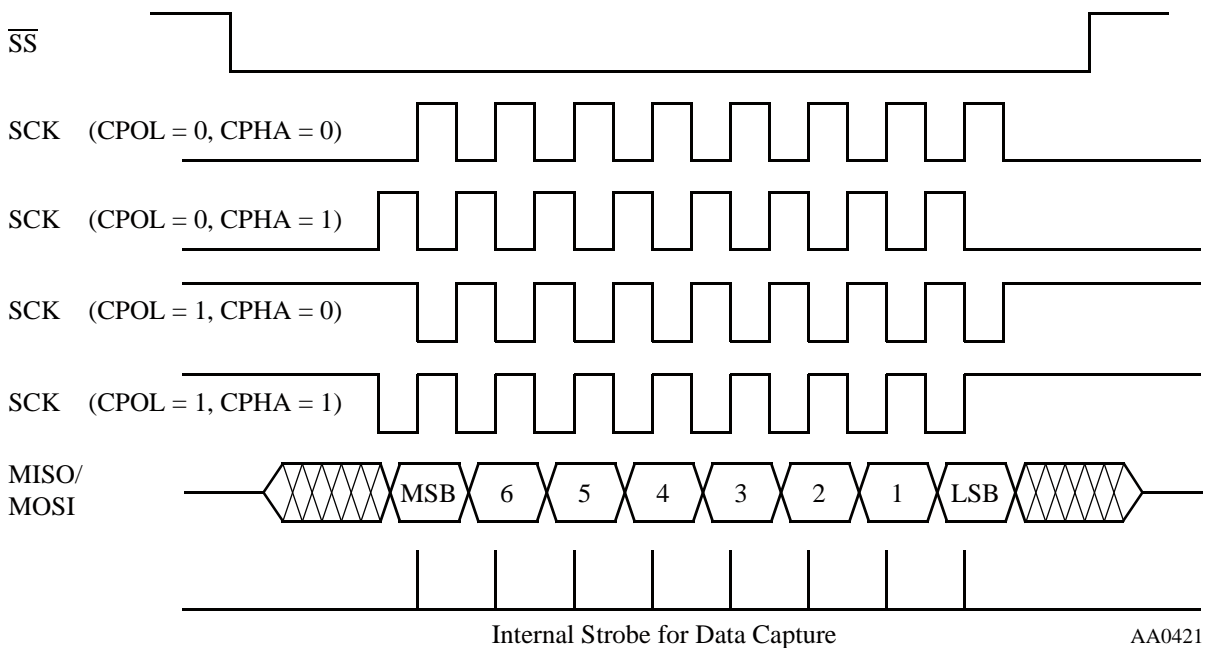 SS
SCK (CPOL = 0, CPHA = 0)
SCK (CPOL = 0, CPHA = 1)
SCK (CPOL = 1, CPHA = 0)
SCK (CPOL = 1, CPHA = 1)
MISO/
MOSI
MSB 6 5 4 3 2 1 LSB
Internal Strobe for Data Capture
AA0421